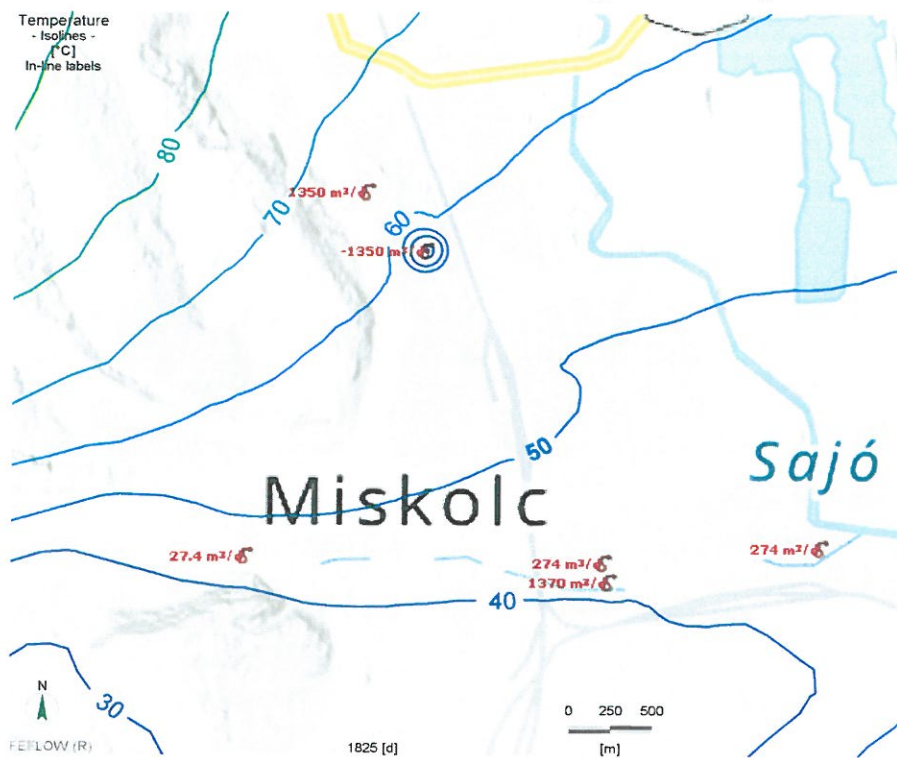 Temperature
- Isolines -
[°C]
In-line labels
80
1350 m³/d
70
60
-1350 m³/d
50
Sajó
Miskolc
27.4 m³/d
274 m³/d
274 m³/d
1370 m³/d
40
30
N
FEFLOW (R)
1825 [d]
0 250 500
[m]